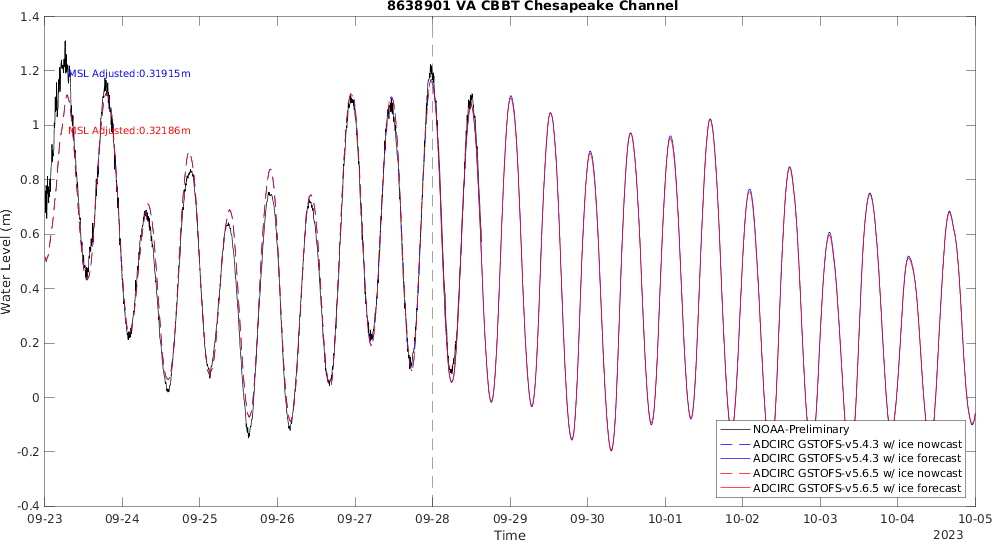 8638901 VA CBBT Chesapeake Channel
1.4
1.2
1
0.8
0.6
0.4
0.2
0
-0.2
-0.4
Water Level (m)
MSL Adjusted:0.31915m
MSL Adjusted:0.32186m
NOAA-Preliminary
ADCIRC GSTOFS-v5.4.3 w/ ice nowcast
ADCIRC GSTOFS-v5.4.3 w/ ice forecast
ADCIRC GSTOFS-v5.6.5 w/ ice nowcast
ADCIRC GSTOFS-v5.6.5 w/ ice forecast
09-23 09-24 09-25 09-26 09-27 09-28 09-29 09-30 10-01 10-02 10-03 10-04 10-05
Time
2023